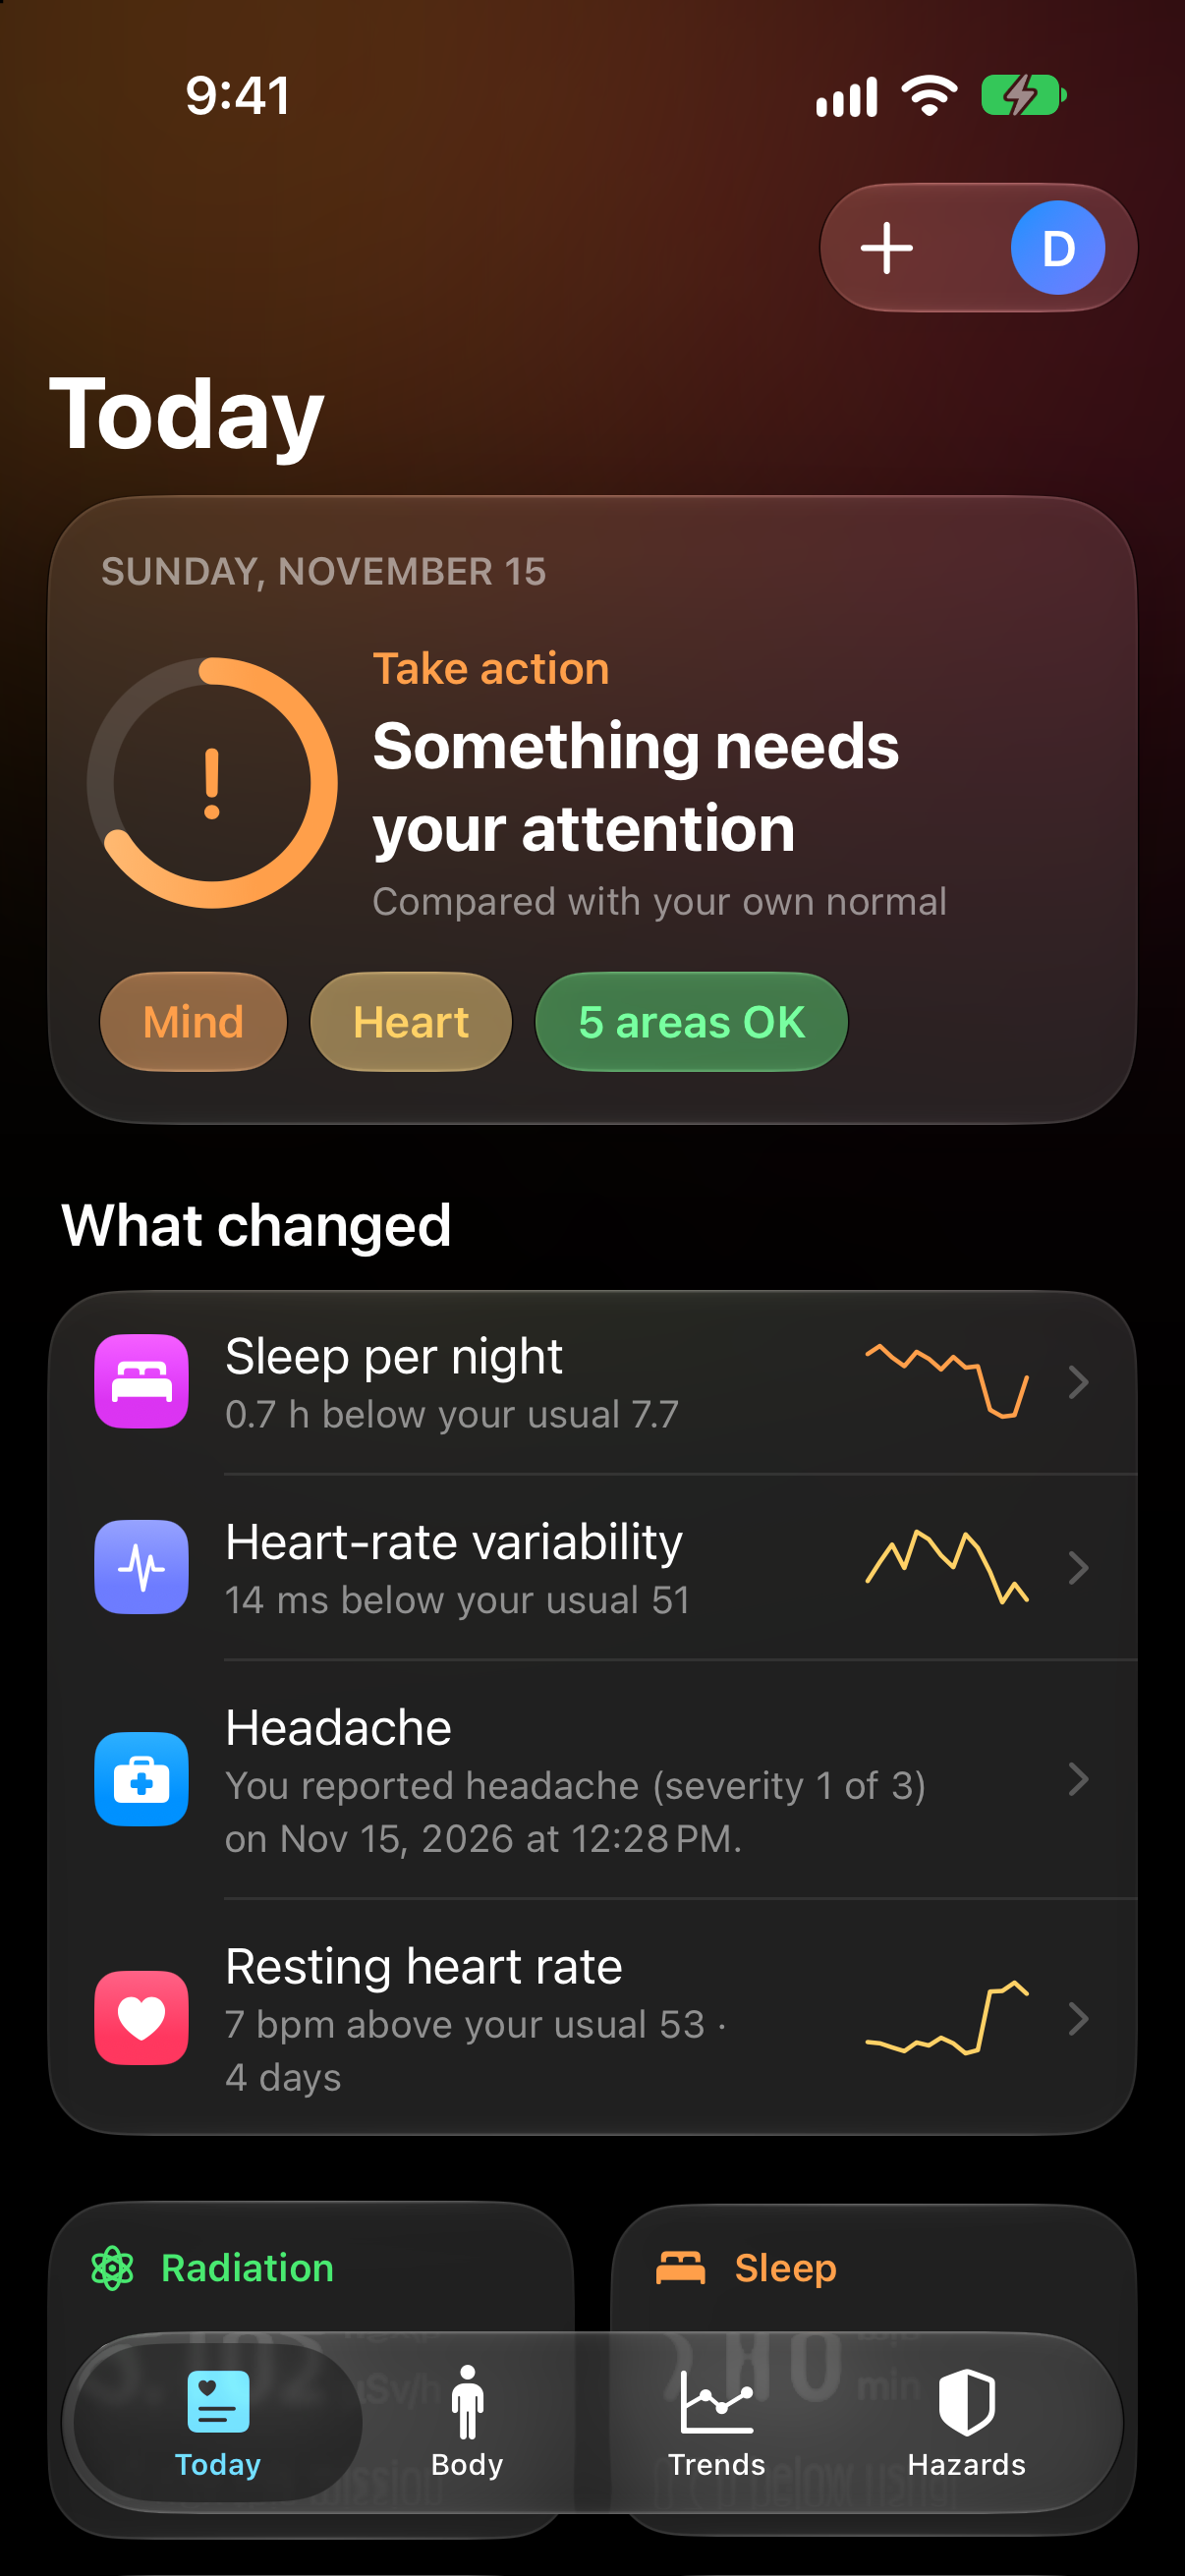 9:41
D
Today
SUNDAY, NOVEMBER 15
Take action
Something needs
your attention
Compared with your own normal
Mind
Heart
5 areas OK
What changed
Sleep per night
0.7 h below your usual 7.7
Heart-rate variability
14 ms below your usual 51
Headache
You reported headache (severity 1 of 3)
on Nov 15, 2026 at 12:28 PM.
Resting heart rate
7 bpm above your usual 53 ·
4 days
Radiation
Sleep
min
Today
Body
Trends
Hazards